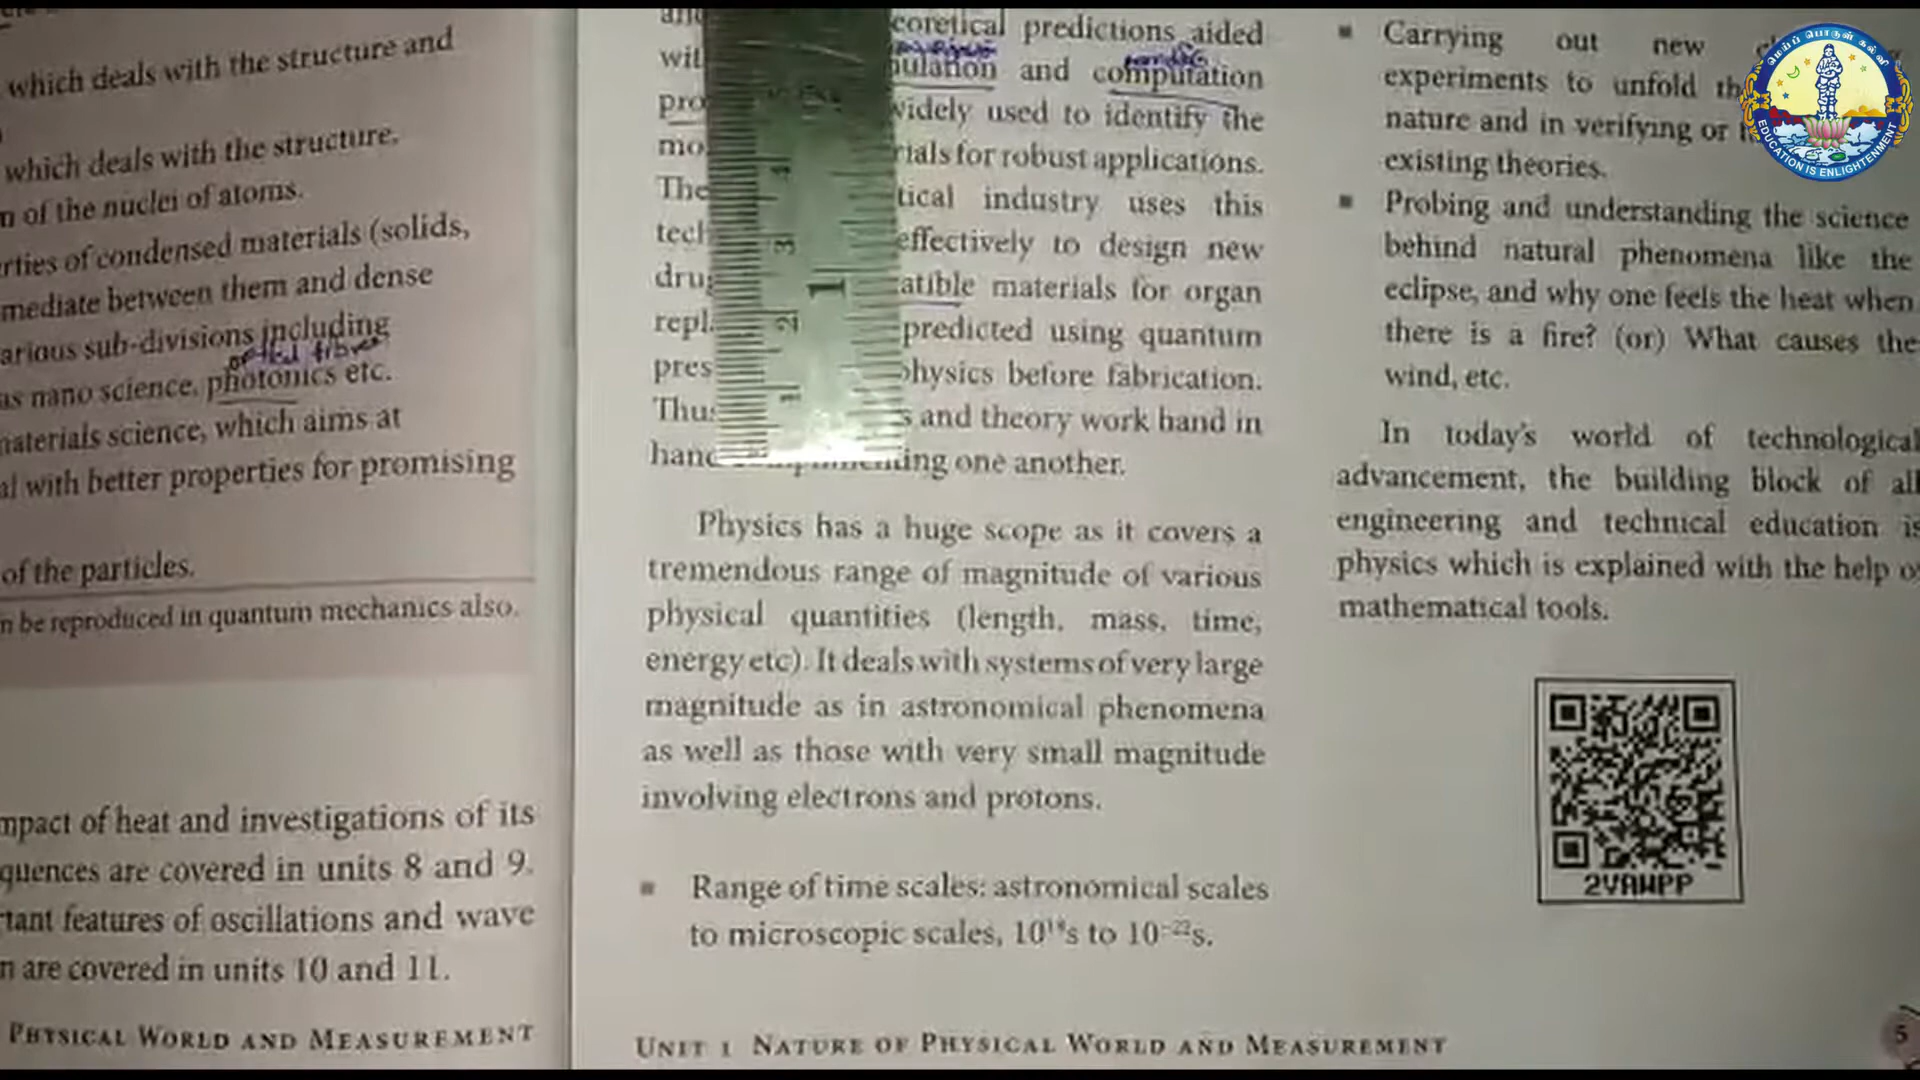 which deals with the structure and
which deals with the structure,
n of the nuclei of atoms.
rties of condensed materials (solids,
mediate between them and dense
arious sub-divisions including
as nano science, photonics etc.
materials science, which aims at
al with better properties for promising
of the particles.
n be reproduced in quantum mechanics also.
mpact of heat and investigations of its
quences are covered in units 8 and 9.
rtant features of oscillations and wave
n are covered in units 10 and 11.
PHYSICAL WORLD AND MEASUREMENT
coretical predictions aided
wit ulation and computation
pro widely used to identify the
mo rials for robust applications.
The tical industry uses this
tech effectively to design new
drug atible materials for organ
repl predicted using quantum
pres physics before fabrication.
Thus s and theory work hand in
hand ing one another.
1
4
3
2
1
Physics has a huge scope as it covers a
tremendous range of magnitude of various
physical quantities (length, mass, time,
energy etc). It deals with systems of very large
magnitude as in astronomical phenomena
as well as those with very small magnitude
involving electrons and protons.
▪ Range of time scales: astronomical scales
to microscopic scales, 10¹⁸s to 10⁻²²s.
UNIT 1 NATURE OF PHYSICAL WORLD AND MEASUREMENT
▪ Carrying out new
experiments to unfold th
nature and in verifying or
existing theories.
▪ Probing and understanding the science
behind natural phenomena like the
eclipse, and why one feels the heat when
there is a fire? (or) What causes the
wind, etc.
In today's world of technological
advancement, the building block of all
engineering and technical education is
physics which is explained with the help o
mathematical tools.
2VAWPP
5
மெய்ப் பொருள் கல்வி
EDUCATION IS ENLIGHTENMENT